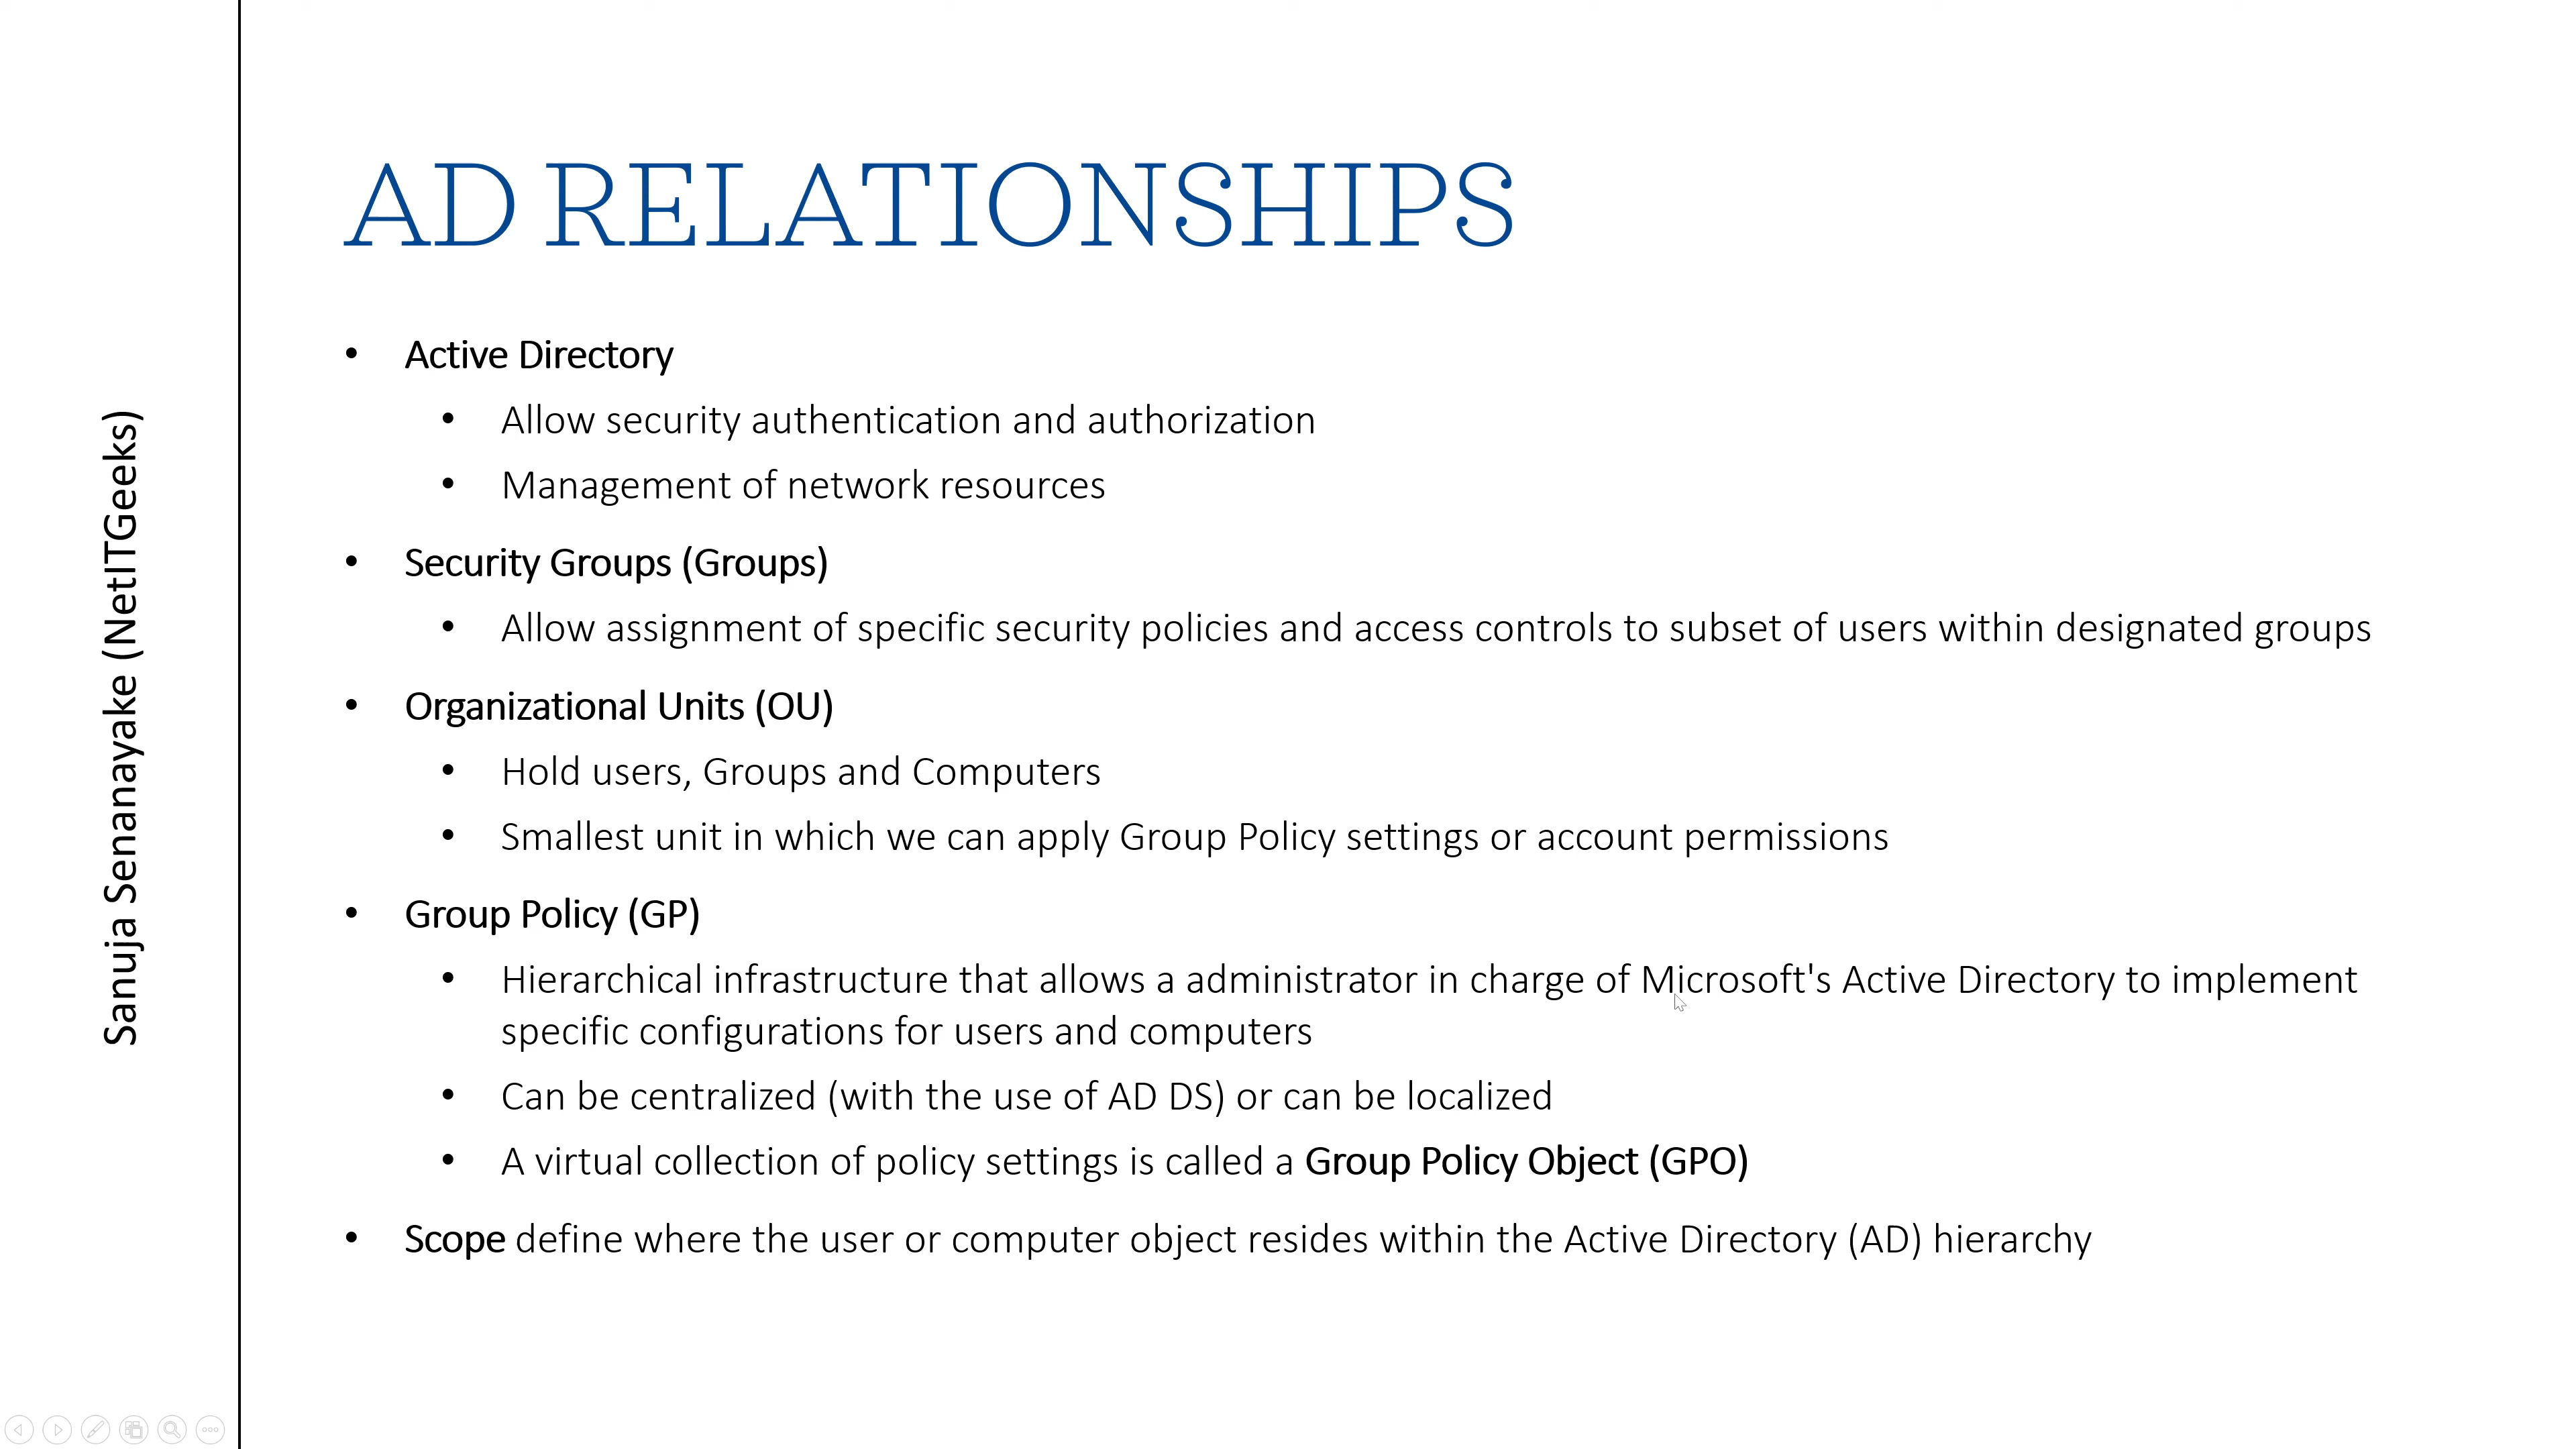 AD RELATIONSHIPS
• Active Directory
• Allow security authentication and authorization
• Management of network resources
• Security Groups (Groups)
• Allow assignment of specific security policies and access controls to subset of users within designated groups
• Organizational Units (OU)
• Hold users, Groups and Computers
• Smallest unit in which we can apply Group Policy settings or account permissions
• Group Policy (GP)
• Hierarchical infrastructure that allows a administrator in charge of Microsoft's Active Directory to implement
specific configurations for users and computers
• Can be centralized (with the use of AD DS) or can be localized
• A virtual collection of policy settings is called a Group Policy Object (GPO)
• Scope define where the user or computer object resides within the Active Directory (AD) hierarchy
Sanuja Senanayake (NetITGeeks)